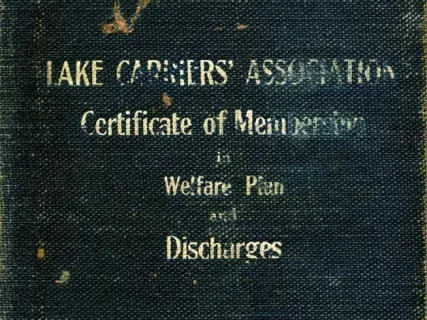 LAKE CARRIERS' ASSOCIATION
Certificate of Membership
in
Welfare Plan
and
Discharges